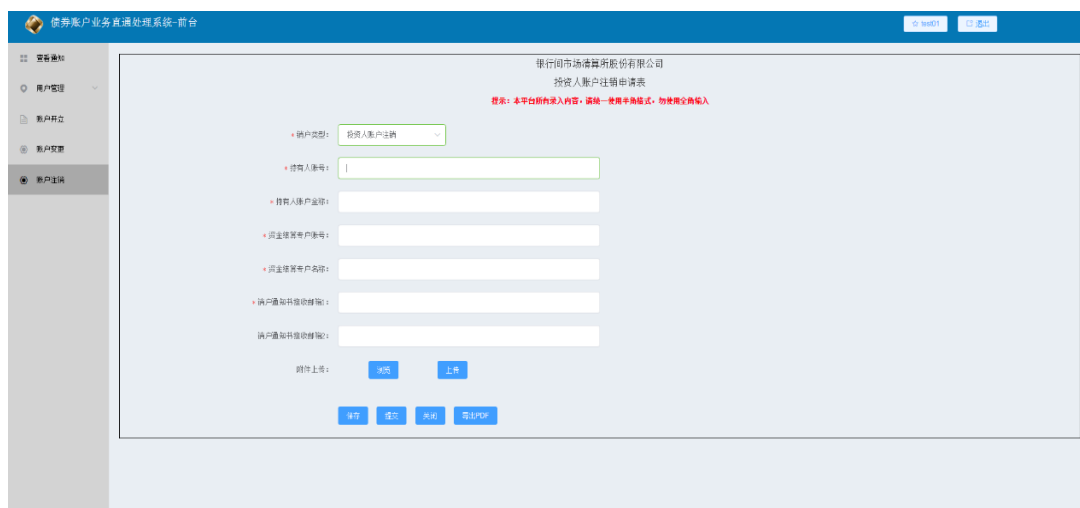 债券账户业务直通处理系统-前台
test01
退出
查看通知
用户管理
账户开立
账户变更
账户注销
银行间市场清算所股份有限公司
投资人账户注销申请表
提示：本平台所有录入内容，请统一使用半角格式，勿使用全角输入
* 销户类型：
投资人账户注销
* 持有人账号：
* 持有人账户全称：
* 资金结算专户账号：
* 资金结算专户名称：
* 销户通知书接收邮箱1：
销户通知书接收邮箱2：
附件上传：
浏览
上传
保存
提交
关闭
导出PDF